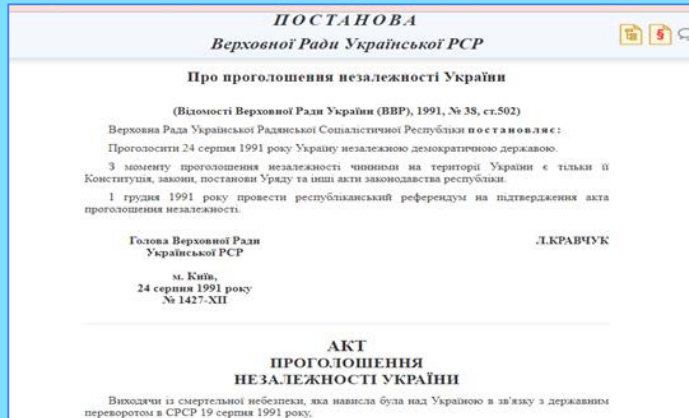 ПОСТАНОВА
Верховної Ради Української РСР
Про проголошення незалежності України
(Відомості Верховної Ради України (ВВР), 1991, № 38, ст.502)
Верховна Рада Української Радянської Соціалістичної Республіки постановляє:
Проголосити 24 серпня 1991 року Україну незалежною демократичною державою.
З моменту проголошення незалежності чинними на території України є тільки її
Конституція, закони, постанови Уряду та інші акти законодавства республіки.
1 грудня 1991 року провести республіканський референдум на підтвердження акта
проголошення незалежності.
Голова Верховної Ради
Української РСР
Л.КРАВЧУК
м. Київ,
24 серпня 1991 року
№ 1427-XII
АКТ
ПРОГОЛОШЕННЯ
НЕЗАЛЕЖНОСТІ УКРАЇНИ
Виходячи із смертельної небезпеки, яка нависла була над Україною в зв'язку з державним
переворотом в СРСР 19 серпня 1991 року,